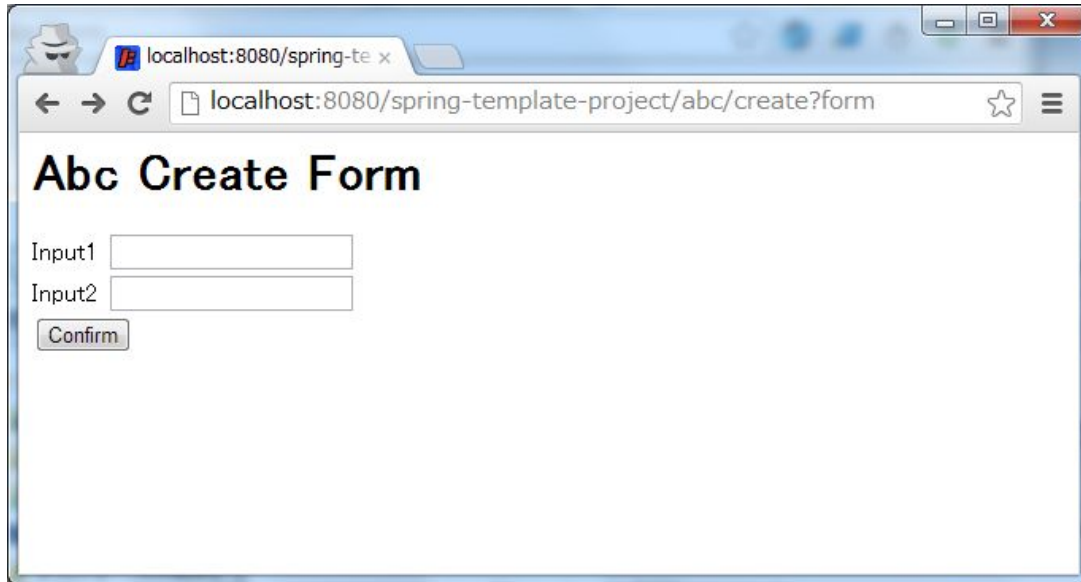 localhost:8080/spring-te
localhost:8080/spring-template-project/abc/create?form
Abc Create Form
Input1
Input2
Confirm